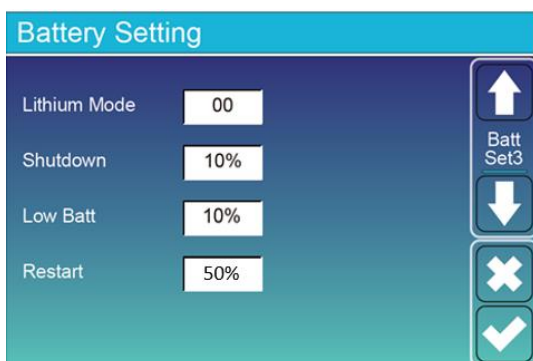 Battery Setting
Lithium Mode 00
Shutdown 10%
Low Batt 10%
Restart 50%
Batt
Set3